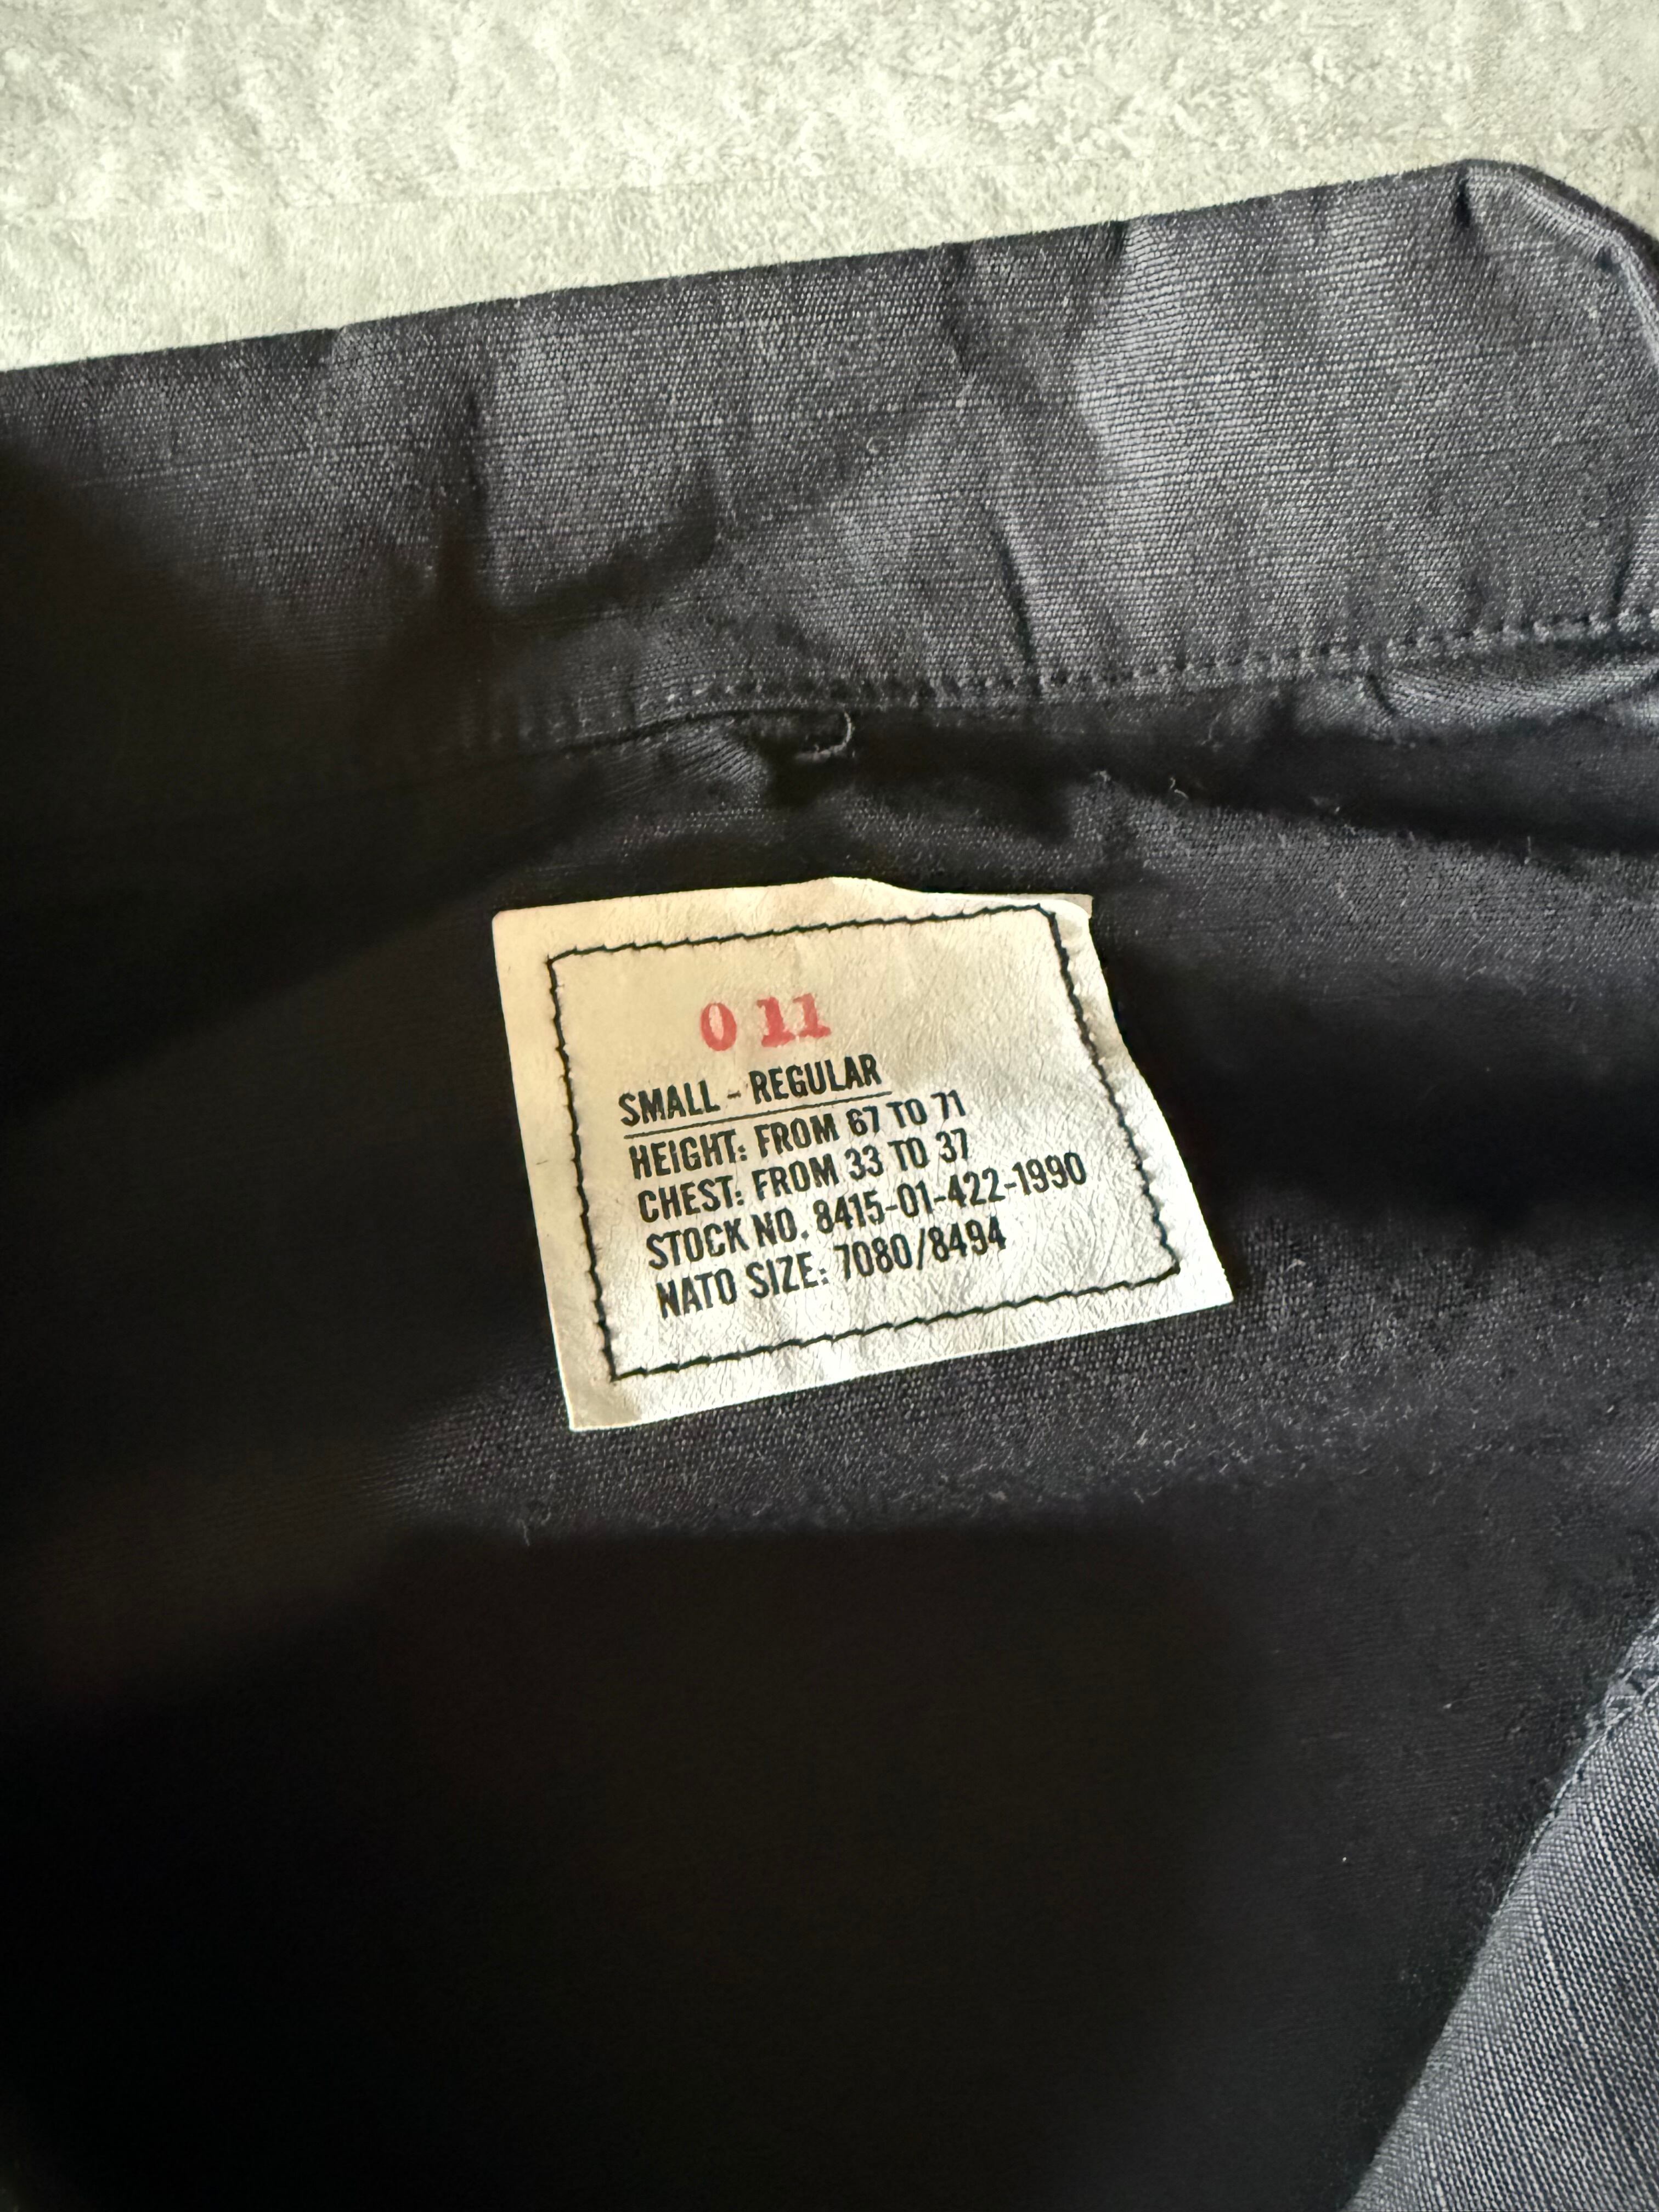 0 11
SMALL - REGULAR
HEIGHT: FROM 67 TO 71
CHEST: FROM 33 TO 37
STOCK NO. 8415-01-422-1990
NATO SIZE: 7080/8494